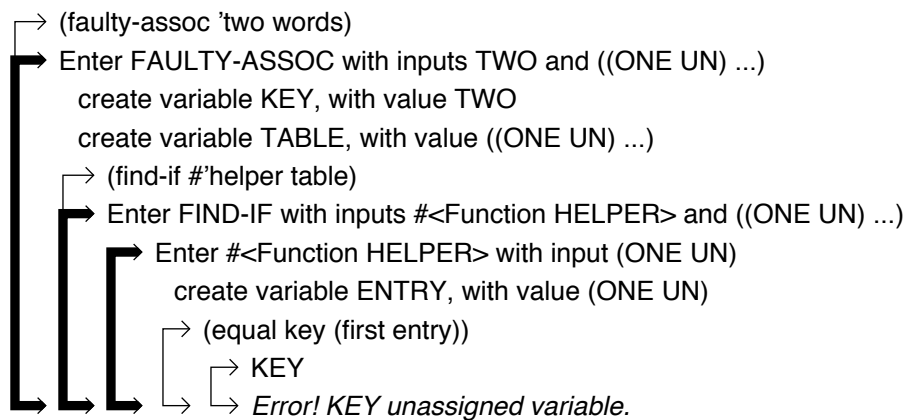 (faulty-assoc ’two words)
Enter FAULTY-ASSOC with inputs TWO and ((ONE UN) ...)
create variable KEY, with value TWO
create variable TABLE, with value ((ONE UN) ...)
(find-if #’helper table)
Enter FIND-IF with inputs #<Function HELPER> and ((ONE UN) ...)
Enter #<Function HELPER> with input (ONE UN)
create variable ENTRY, with value (ONE UN)
(equal key (first entry))
KEY
Error! KEY unassigned variable.